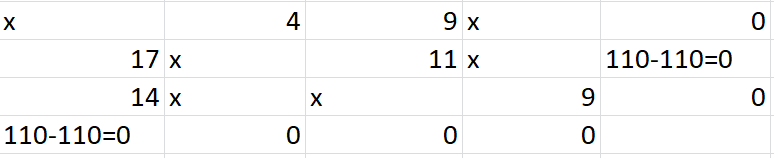 x 4 9 x 0
17 x 11 x 110-110=0
14 x x 9 0
110-110=0 0 0 0